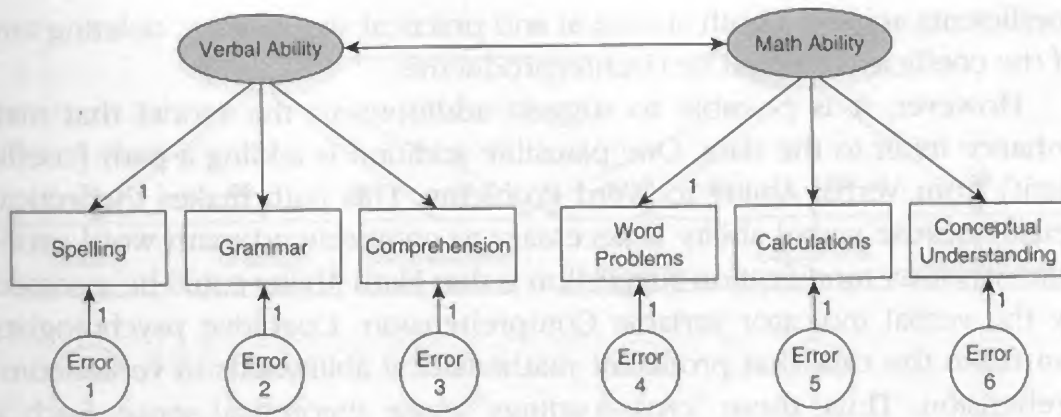 Verbal Ability
Math Ability
1
1
Spelling
Grammar
Comprehension
Word
Problems
Calculations
Conceptual
Understanding
1
1
1
1
1
1
Error
1
Error
2
Error
3
Error
4
Error
5
Error
6